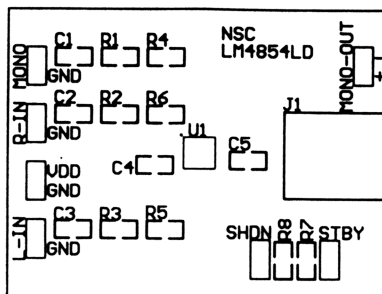 C1 R1 R4
MONO
GND
NSC
LM4854LD
MONO-OUT
C2 R2 R6
R-IN
GND
J1
U1
C4
C5
VDD
GND
C3 R3 R5
L-IN
GND
SHDN
R8
R7
STBY